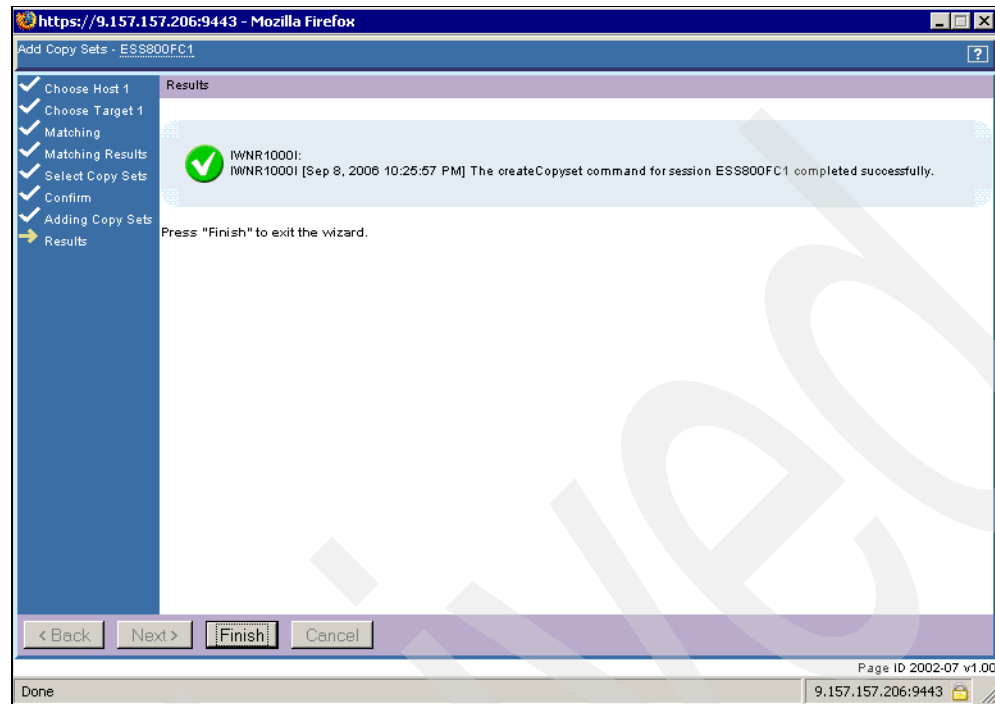 https://9.157.157.206:9443 - Mozilla Firefox
Add Copy Sets - ESS800FC1
?
Choose Host 1
Choose Target 1
Matching
Matching Results
Select Copy Sets
Confirm
Adding Copy Sets
Results
Results
IWNR1000I:
IWNR1000I [Sep 8, 2006 10:25:57 PM] The createCopyset command for session ESS800FC1 completed successfully.
Press "Finish" to exit the wizard.
< Back
Next >
Finish
Cancel
Page ID 2002-07 v1.00
Done
9.157.157.206:9443